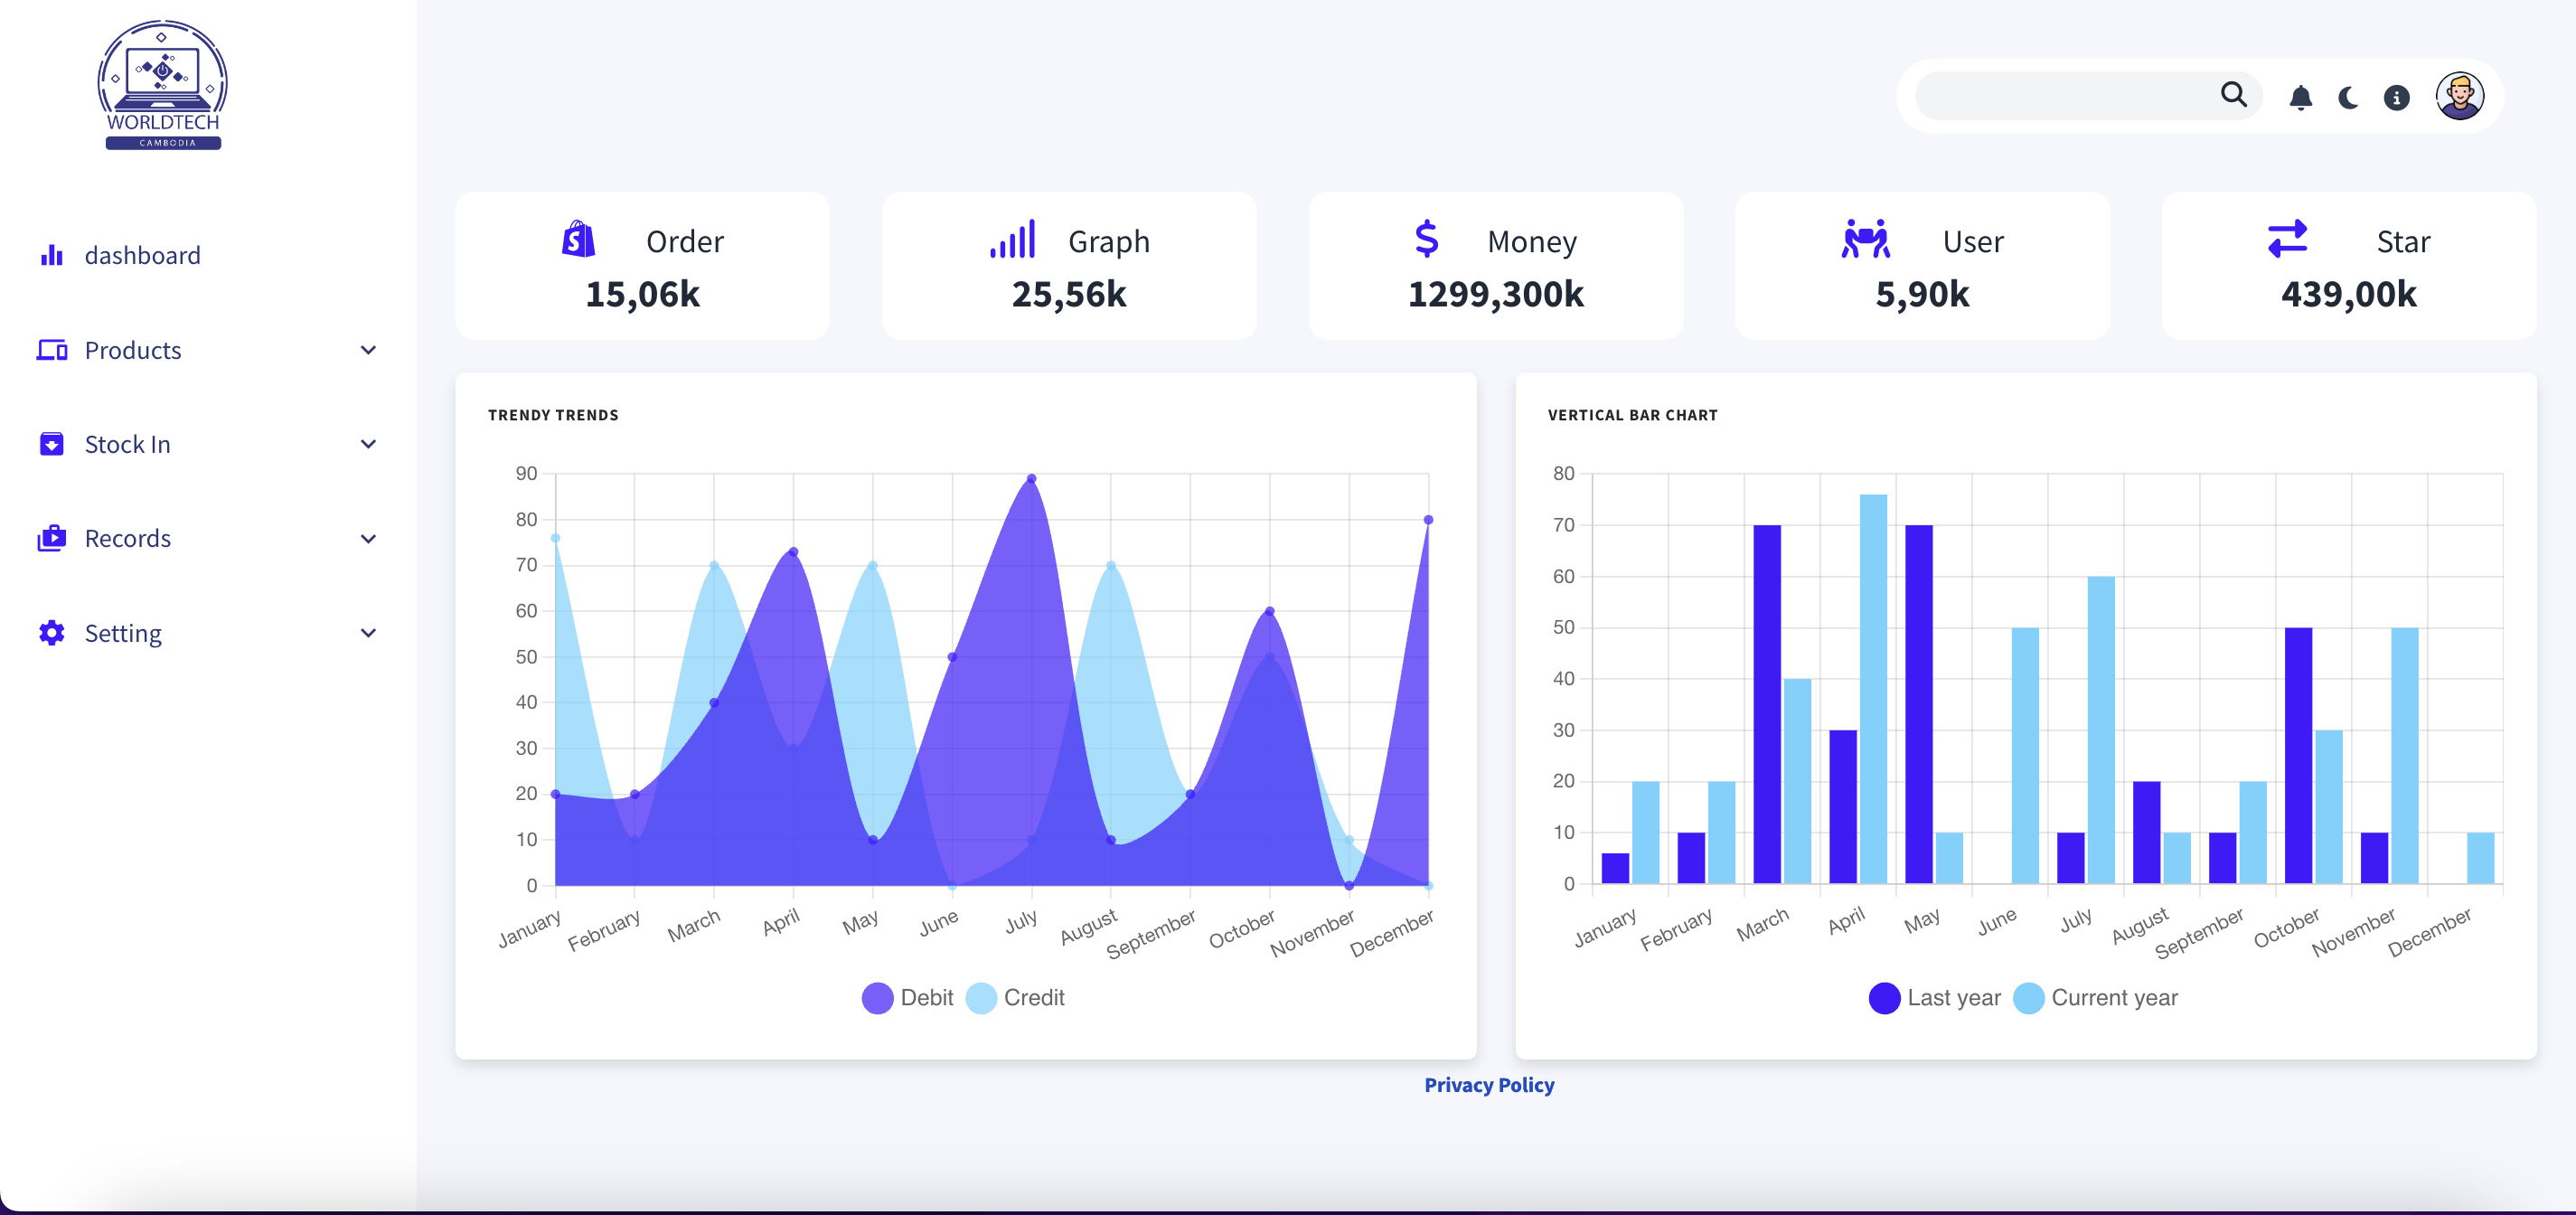 WORLDTECH
CAMBODIA
dashboard
Products
Stock In
Records
Setting
Order
15,06k
Graph
25,56k
Money
1299,300k
User
5,90k
Star
439,00k
TRENDY TRENDS
90
80
70
60
50
40
30
20
10
0
January
February
March
April
May
June
July
August
September
October
November
December
Debit
Credit
VERTICAL BAR CHART
80
70
60
50
40
30
20
10
0
January
February
March
April
May
June
July
August
September
October
November
December
Last year
Current year
Privacy Policy